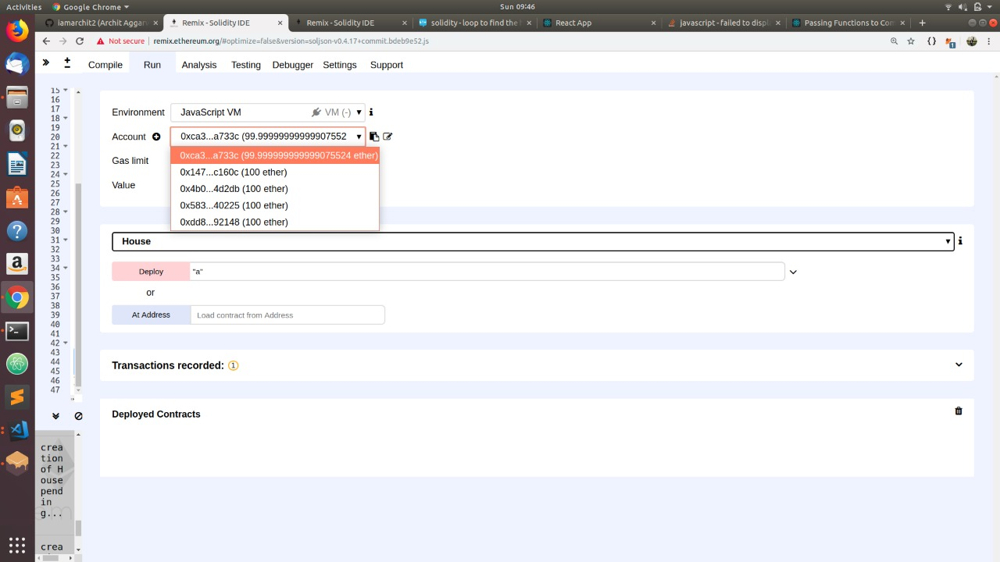 Activities
Google Chrome
Sun 09:46
iamarchit2 (Archit Aggar
Remix - Solidity IDE
Remix - Solidity IDE
solidity - loop to find the h
React App
javascript - failed to displ
Passing Functions to Com
Not secure | remix.ethereum.org/#optimize=false&version=soljson-v0.4.17+commit.bdeb9e52.js
Compile
Run
Analysis
Testing
Debugger
Settings
Support
15
16
17
18
19
20
21
22
23
24
25
26
27
28
29
30
31
32
33
34
35
36
37
38
39
40
41
42
43
44
45
46
47
Environment
JavaScript VM
VM (-)
Account
0xca3...a733c (99.99999999999907552
0xca3...a733c (99.999999999999075524 ether)
0x147...c160c (100 ether)
0x4b0...4d2db (100 ether)
0x583...40225 (100 ether)
0xdd8...92148 (100 ether)
Gas limit
Value
House
Deploy
"a"
or
At Address
Load contract from Address
Transactions recorded: 1
Deployed Contracts
crea
tion
of H
ouse
pend
in
g...
crea